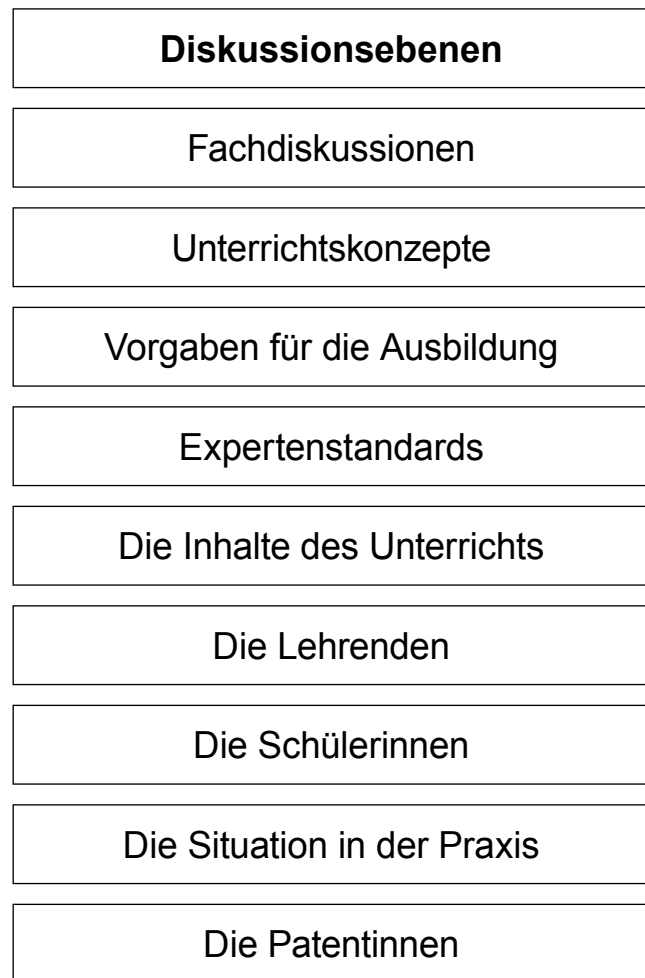 Diskussionsebenen
Fachdiskussionen
Unterrichtskonzepte
Vorgaben für die Ausbildung
Expertenstandards
Die Inhalte des Unterrichts
Die Lehrenden
Die Schülerinnen
Die Situation in der Praxis
Die Patentinnen